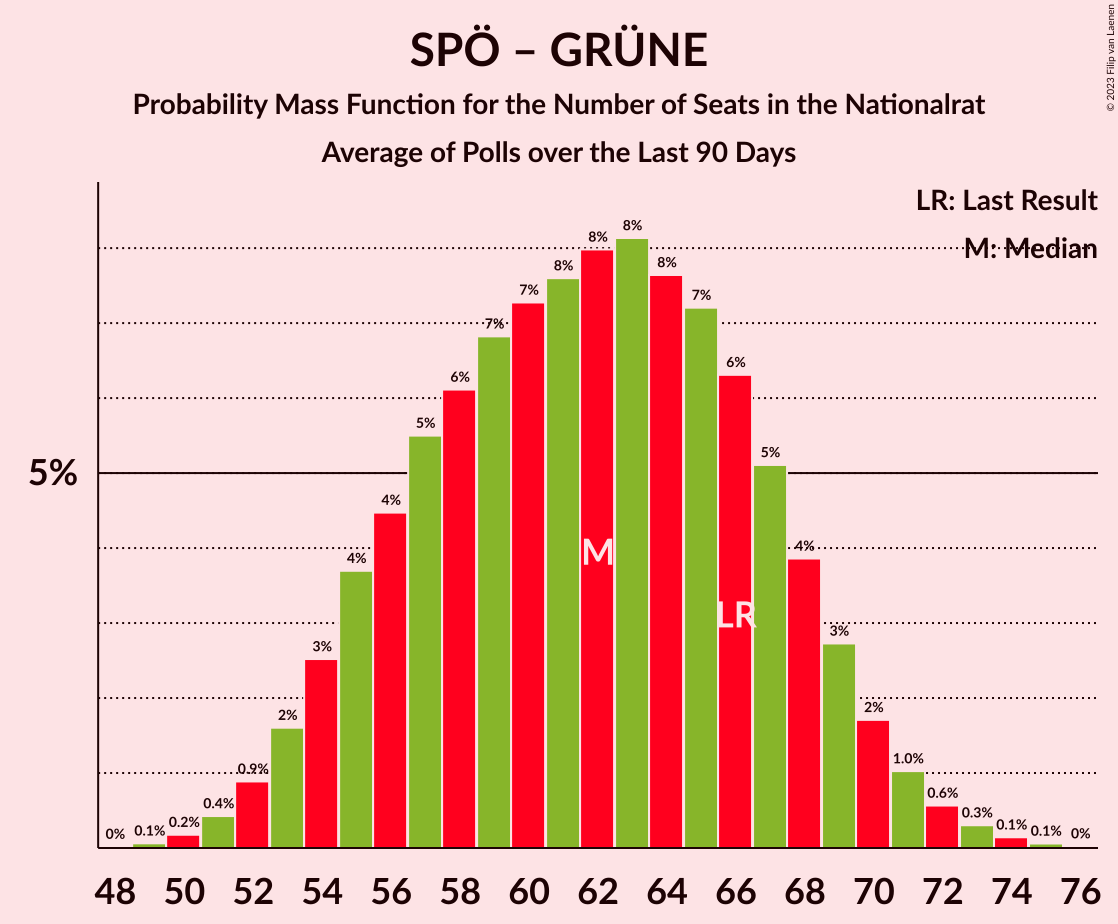 SPÖ – GRÜNE
Probability Mass Function for the Number of Seats in the Nationalrat
Average of Polls over the Last 90 Days
© 2023 Filip van Laenen
LR: Last Result
M: Median
5%
0% 0.1% 0.2% 0.4% 0.9% 2% 3% 4% 4% 5% 6% 7% 7% 8% 8% 8% 8% 7% 6% 5% 4% 3% 2% 1.0% 0.6% 0.3% 0.1% 0.1% 0%
M
LR
48 50 52 54 56 58 60 62 64 66 68 70 72 74 76